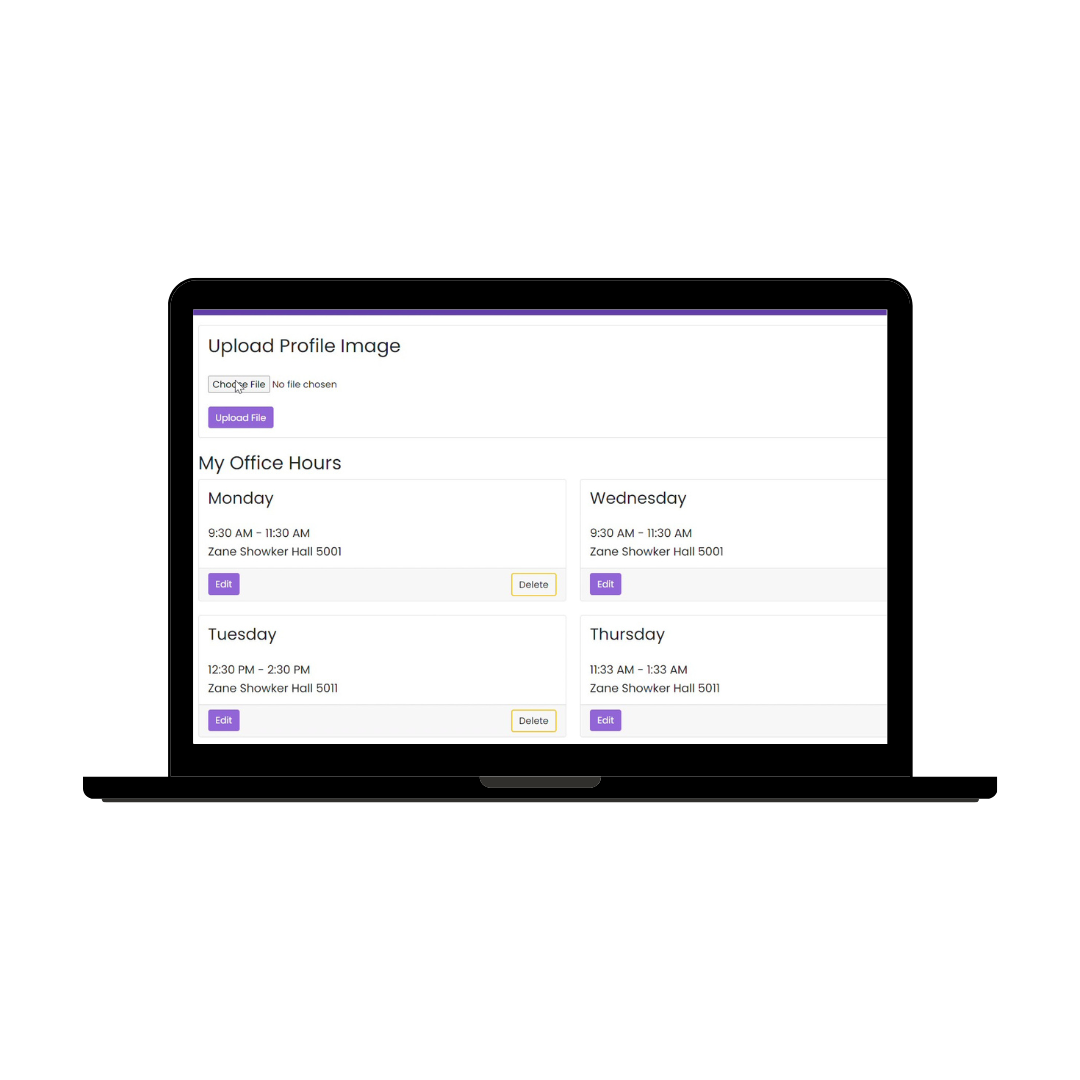 Upload Profile Image
Choose File No file chosen
Upload File
My Office Hours
Monday
9:30 AM - 11:30 AM
Zane Showker Hall 5001
Edit
Delete
Wednesday
9:30 AM - 11:30 AM
Zane Showker Hall 5001
Edit
Tuesday
12:30 PM - 2:30 PM
Zane Showker Hall 5011
Edit
Delete
Thursday
11:33 AM - 1:33 AM
Zane Showker Hall 5011
Edit